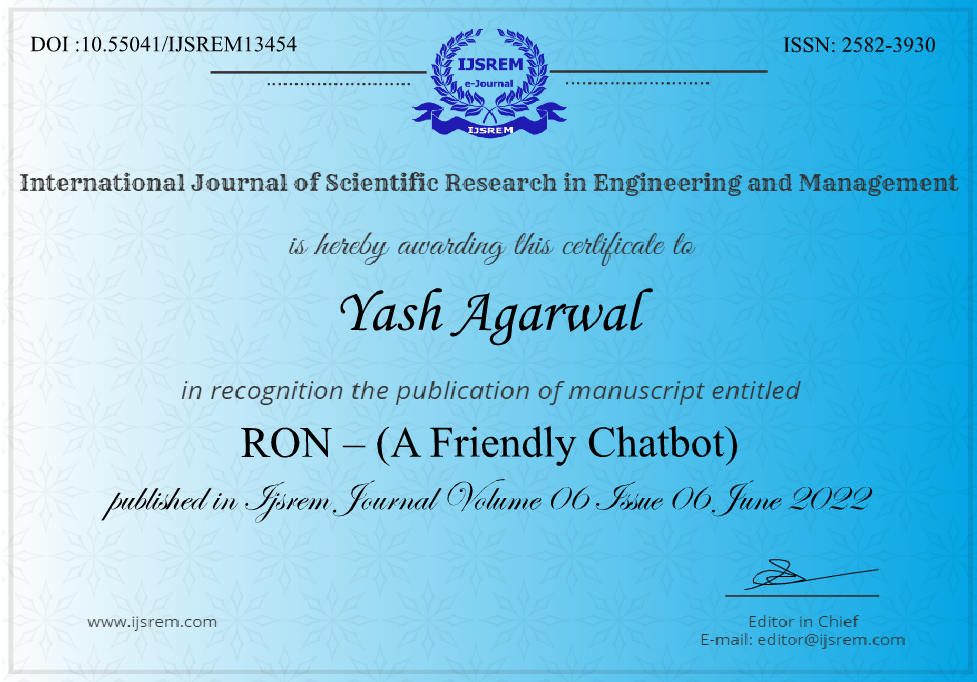 DOI :10.55041/IJSREM13454
ISSN: 2582-3930
IJSREM
e-Journal
IJSREM
International Journal of Scientific Research in Engineering and Management
is hereby awarding this certificate to
Yash Agarwal
in recognition the publication of manuscript entitled
RON – (A Friendly Chatbot)
published in Ijsrem Journal Volume 06 Issue 06 June 2022
www.ijsrem.com
Editor in Chief
E-mail: editor@ijsrem.com